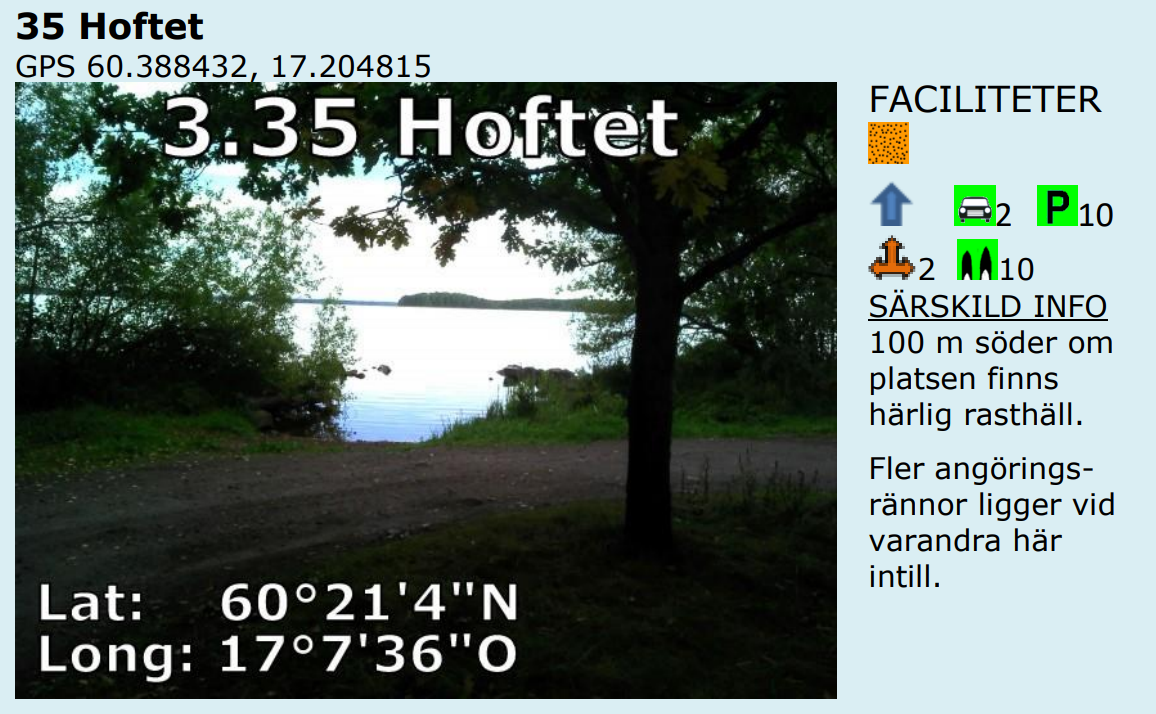 35 Hoftet
GPS 60.388432, 17.204815
3.35 Hoftet
Lat: 60°21'4"N
Long: 17°7'36"O
FACILITETER
2 P 10
2 10
SÄRSKILD INFO
100 m söder om
platsen finns
härlig rasthäll.
Fler angörings-
rännor ligger vid
varandra här
intill.